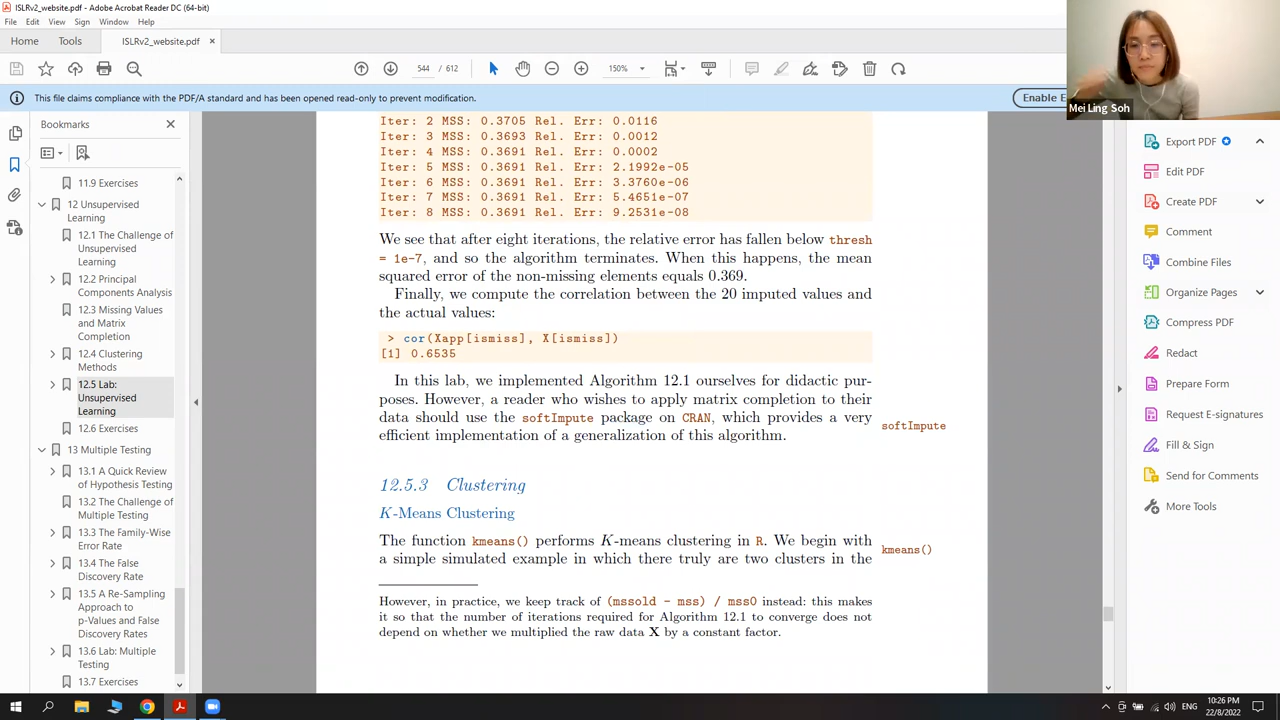 ISLRv2_website.pdf - Adobe Acrobat Reader DC (64-bit)
File Edit View Sign Window Help
Home Tools ISLRv2_website.pdf ×
544 / 612 150%
This file claims compliance with the PDF/A standard and has been opened read-only to prevent modification.
Enable E
Mei Ling Soh
Bookmarks
11.9 Exercises
12 Unsupervised
Learning
12.1 The Challenge of
Unsupervised
Learning
12.2 Principal
Components Analysis
12.3 Missing Values
and Matrix
Completion
12.4 Clustering
Methods
12.5 Lab:
Unsupervised
Learning
12.6 Exercises
13 Multiple Testing
13.1 A Quick Review
of Hypothesis Testing
13.2 The Challenge of
Multiple Testing
13.3 The Family-Wise
Error Rate
13.4 The False
Discovery Rate
13.5 A Re-Sampling
Approach to
p-Values and False
Discovery Rates
13.6 Lab: Multiple
Testing
13.7 Exercises
Iter: 2 MSS: 0.3705 Rel. Err: 0.0116
Iter: 3 MSS: 0.3693 Rel. Err: 0.0012
Iter: 4 MSS: 0.3691 Rel. Err: 0.0002
Iter: 5 MSS: 0.3691 Rel. Err: 2.1992e-05
Iter: 6 MSS: 0.3691 Rel. Err: 3.3760e-06
Iter: 7 MSS: 0.3691 Rel. Err: 5.4651e-07
Iter: 8 MSS: 0.3691 Rel. Err: 9.2531e-08
We see that after eight iterations, the relative error has fallen below thresh
= 1e-7, and so the algorithm terminates. When this happens, the mean
squared error of the non-missing elements equals 0.369.
Finally, we compute the correlation between the 20 imputed values and
the actual values:
> cor(Xapp[ismiss], X[ismiss])
[1] 0.6535
In this lab, we implemented Algorithm 12.1 ourselves for didactic pur-
poses. However, a reader who wishes to apply matrix completion to their
data should use the softImpute package on CRAN, which provides a very
efficient implementation of a generalization of this algorithm.
softImpute
12.5.3 Clustering
K-Means Clustering
The function kmeans() performs K-means clustering in R. We begin with
a simple simulated example in which there truly are two clusters in the
kmeans()
However, in practice, we keep track of (mssold - mss) / mss0 instead: this makes
it so that the number of iterations required for Algorithm 12.1 to converge does not
depend on whether we multiplied the raw data X by a constant factor.
Export PDF
Edit PDF
Create PDF
Comment
Combine Files
Organize Pages
Compress PDF
Redact
Prepare Form
Request E-signatures
Fill & Sign
Send for Comments
More Tools
ENG
10:26 PM
22/8/2022